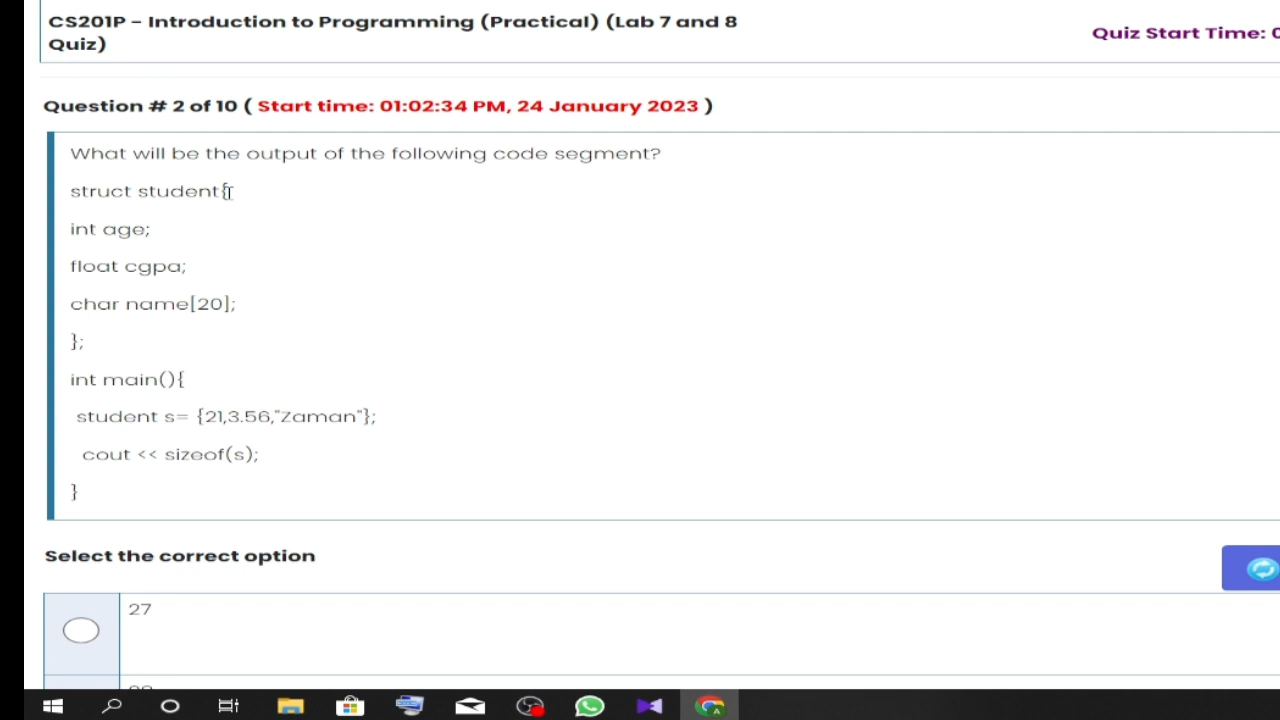 CS201P - Introduction to Programming (Practical) (Lab 7 and 8
Quiz)
Quiz Start Time: 0
Question # 2 of 10 ( Start time: 01:02:34 PM, 24 January 2023 )
What will be the output of the following code segment?
struct student{
int age;
float cgpa;
char name[20];
};
int main(){
student s= {21,3.56,"Zaman"};
cout << sizeof(s);
}
Select the correct option
27